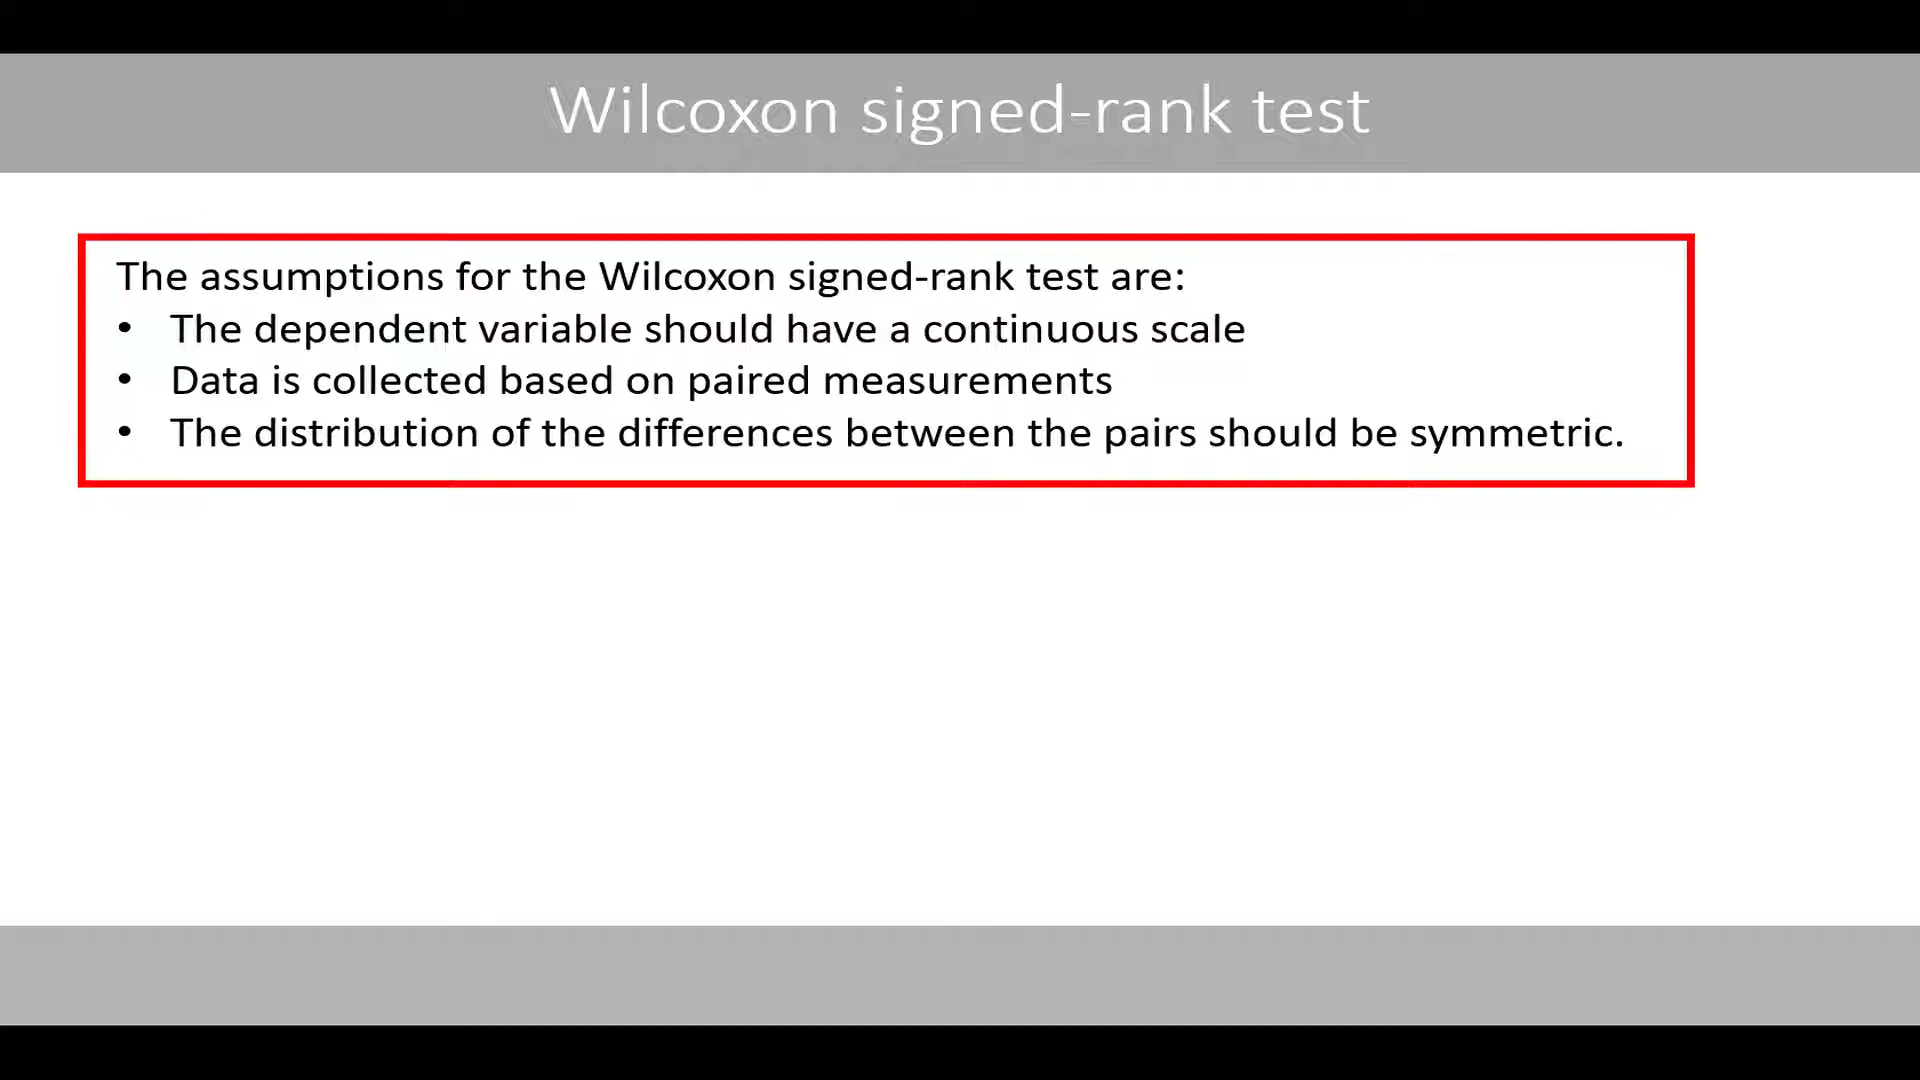 Wilcoxon signed-rank test
The assumptions for the Wilcoxon signed-rank test are:
• The dependent variable should have a continuous scale
• Data is collected based on paired measurements
• The distribution of the differences between the pairs should be symmetric.